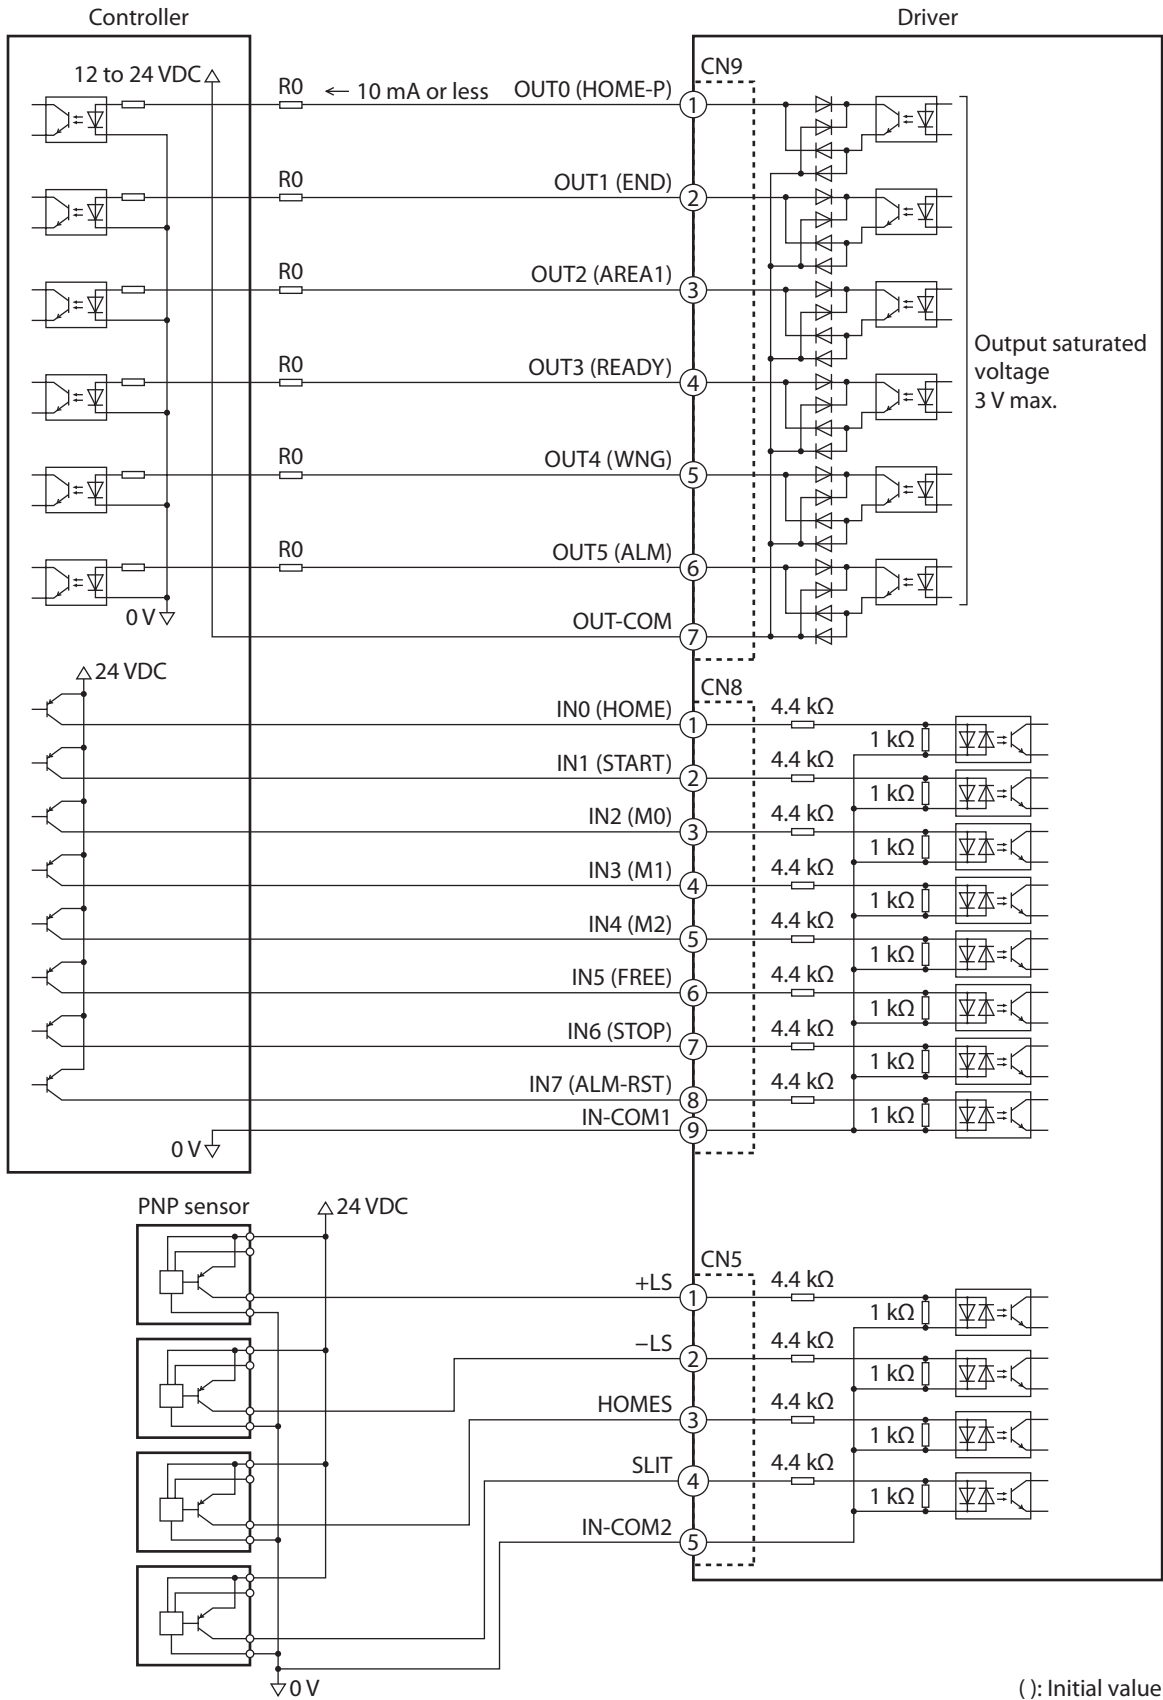 Controller
Driver
12 to 24 VDC
R0
← 10 mA or less
OUT0 (HOME-P)
CN9
1
R0
OUT1 (END)
2
R0
OUT2 (AREA1)
3
Output saturated
voltage
3 V max.
R0
OUT3 (READY)
4
R0
OUT4 (WNG)
5
R0
OUT5 (ALM)
6
0 V
OUT-COM
7
24 VDC
CN8
IN0 (HOME)
1
4.4 kΩ
1 kΩ
IN1 (START)
2
4.4 kΩ
1 kΩ
IN2 (M0)
3
4.4 kΩ
1 kΩ
IN3 (M1)
4
4.4 kΩ
1 kΩ
IN4 (M2)
5
4.4 kΩ
1 kΩ
IN5 (FREE)
6
4.4 kΩ
1 kΩ
IN6 (STOP)
7
4.4 kΩ
1 kΩ
IN7 (ALM-RST)
8
4.4 kΩ
1 kΩ
IN-COM1
9
0 V
PNP sensor
24 VDC
CN5
+LS
1
4.4 kΩ
1 kΩ
−LS
2
4.4 kΩ
1 kΩ
HOMES
3
4.4 kΩ
1 kΩ
SLIT
4
4.4 kΩ
1 kΩ
IN-COM2
5
0 V
( ): Initial value